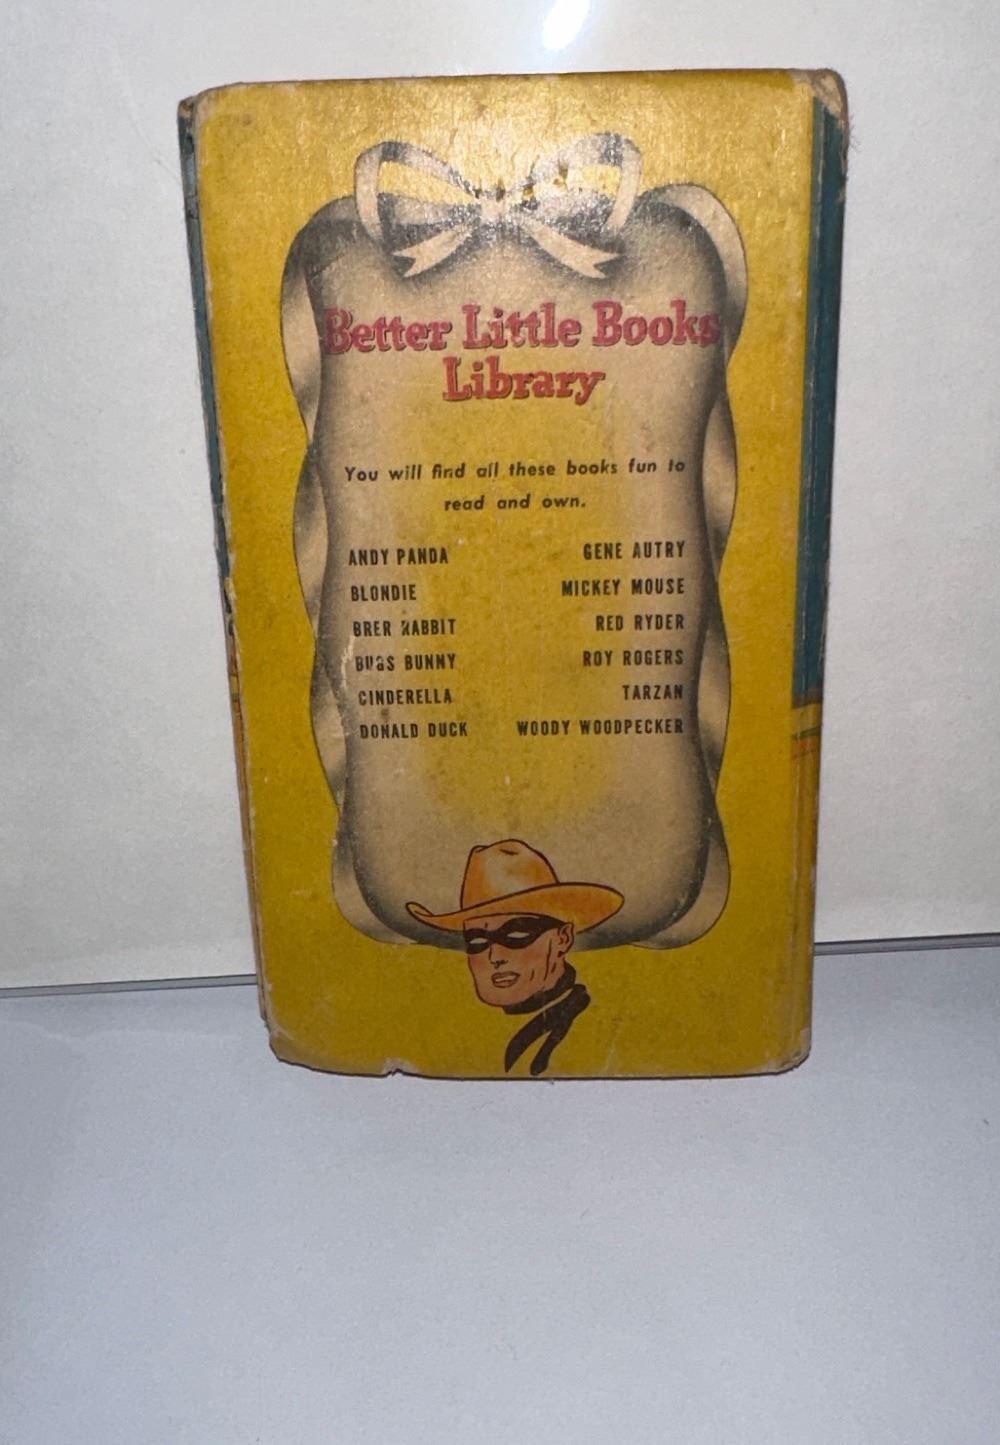 Better Little Books
Library
You will find all these books fun to
read and own.
ANDY PANDA
BLONDIE
BRER RABBIT
BUGS BUNNY
CINDERELLA
DONALD DUCK
GENE AUTRY
MICKEY MOUSE
RED RYDER
ROY ROGERS
TARZAN
WOODY WOODPECKER